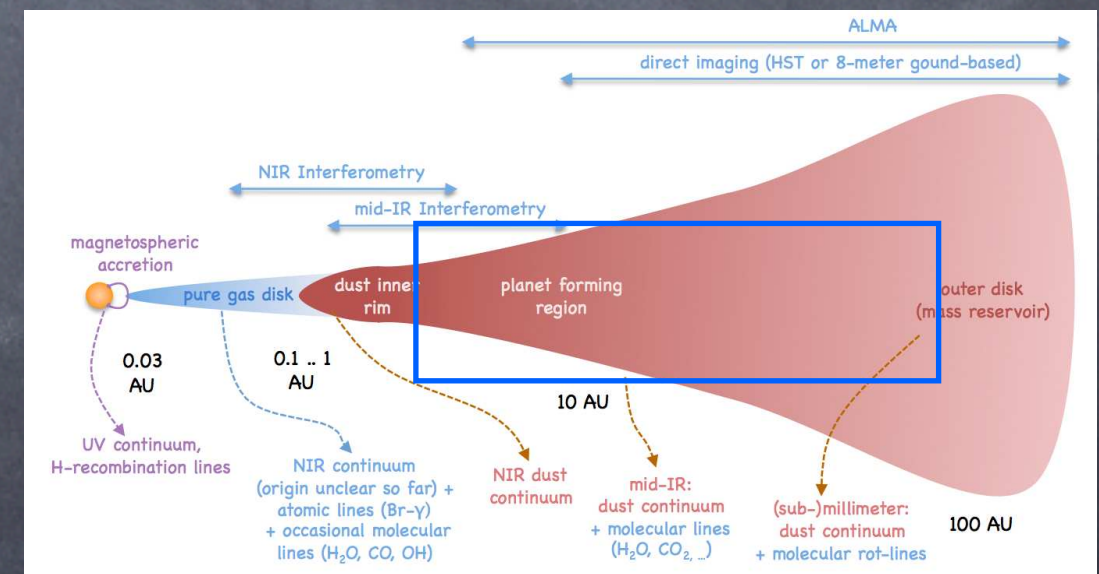 ALMA
direct imaging (HST or 8-meter gound-based)
NIR Interferometry
mid-IR Interferometry
magnetospheric
accretion
pure gas disk
dust inner
rim
planet forming
region
outer disk
(mass reservoir)
0.03
AU
0.1 .. 1
AU
10 AU
100 AU
UV continuum,
H-recombination lines
NIR continuum
(origin unclear so far) +
atomic lines (Br-γ)
+ occasional molecular
lines (H₂O, CO, OH)
NIR dust
continuum
mid-IR:
dust continuum
+ molecular lines
(H₂O, CO₂, ...)
(sub-)millimeter:
dust continuum
+ molecular rot-lines